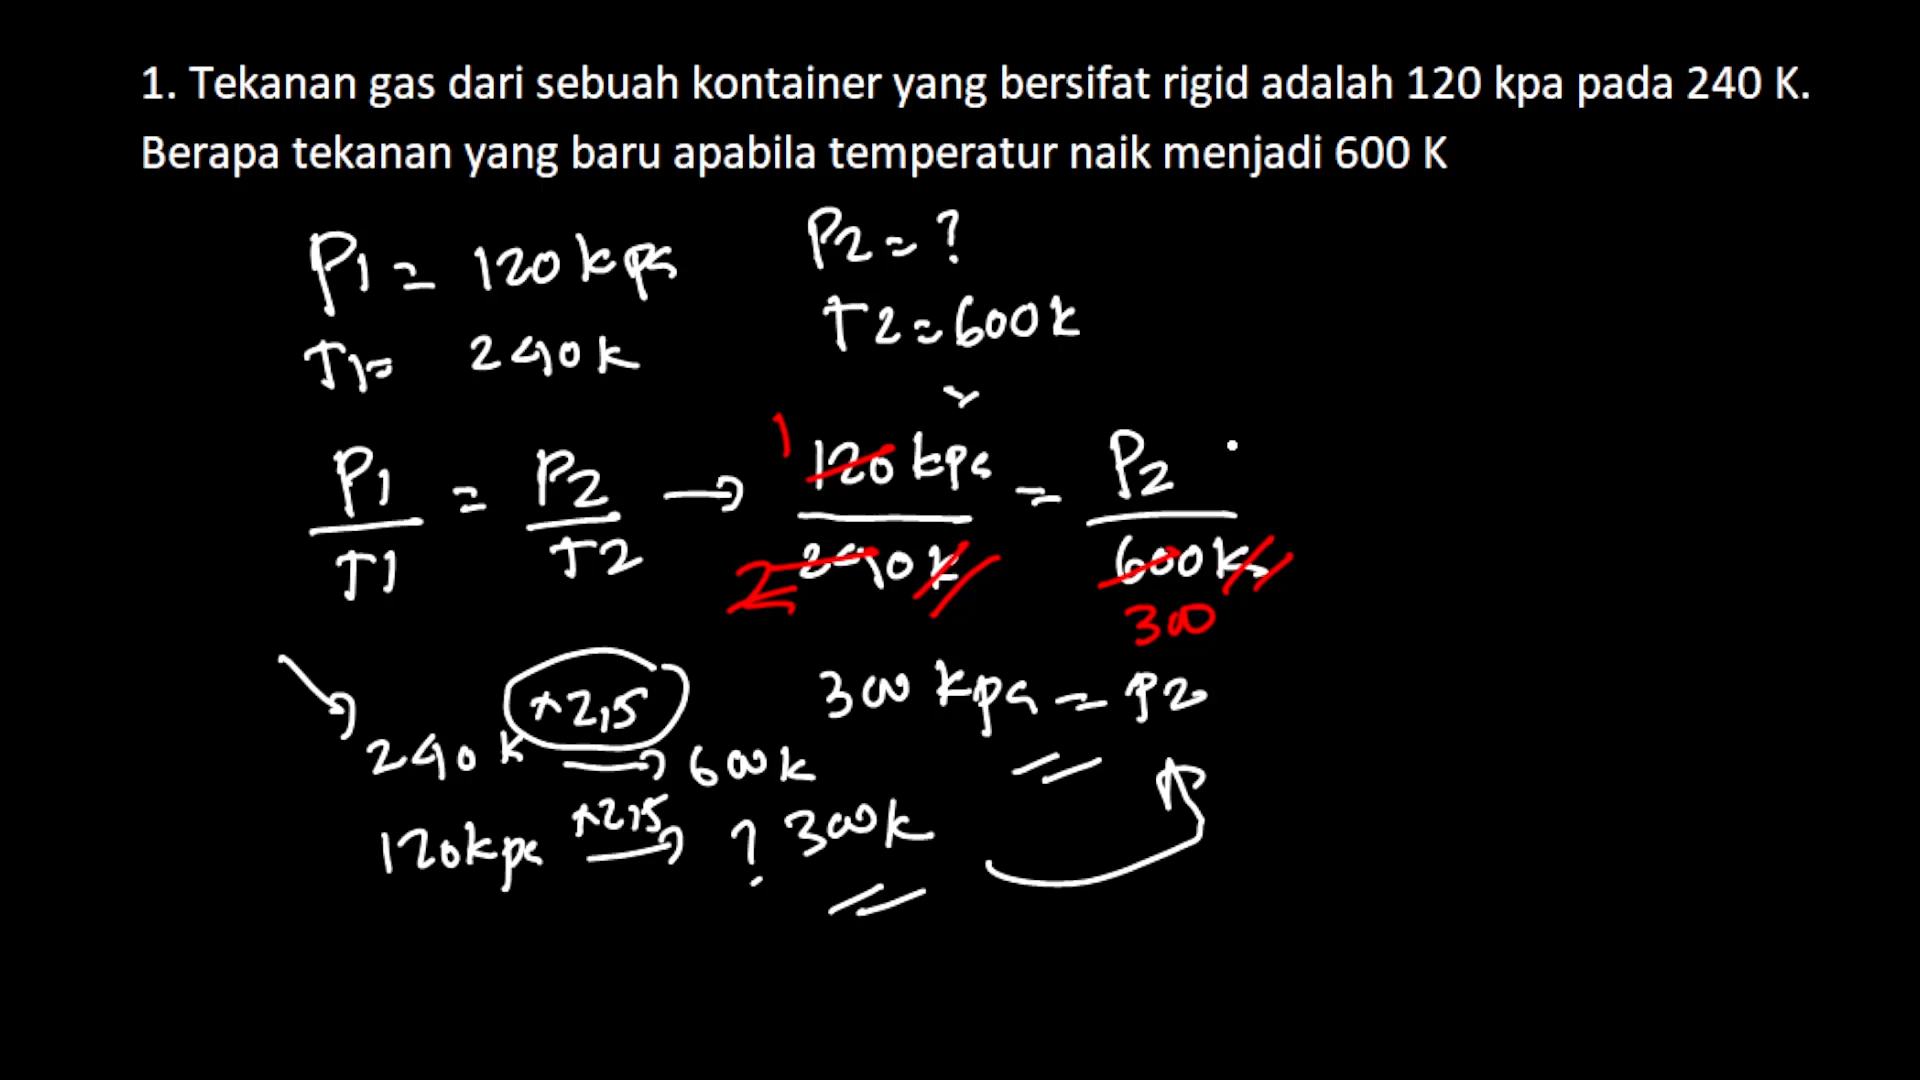 1. Tekanan gas dari sebuah kontainer yang bersifat rigid adalah 120 kpa pada 240 K.
Berapa tekanan yang baru apabila temperatur naik menjadi 600 K
P1 = 120 kpa
P2 = ?
T1 = 240 k
T2 = 600 k
P1/T1 = P2/T2 → 120 kpa/240 k = P2/600 k
1
2
300
300 kpa = P2
×2,5
240 k → 600 k
×2,5
120 kpa → ? 300 k